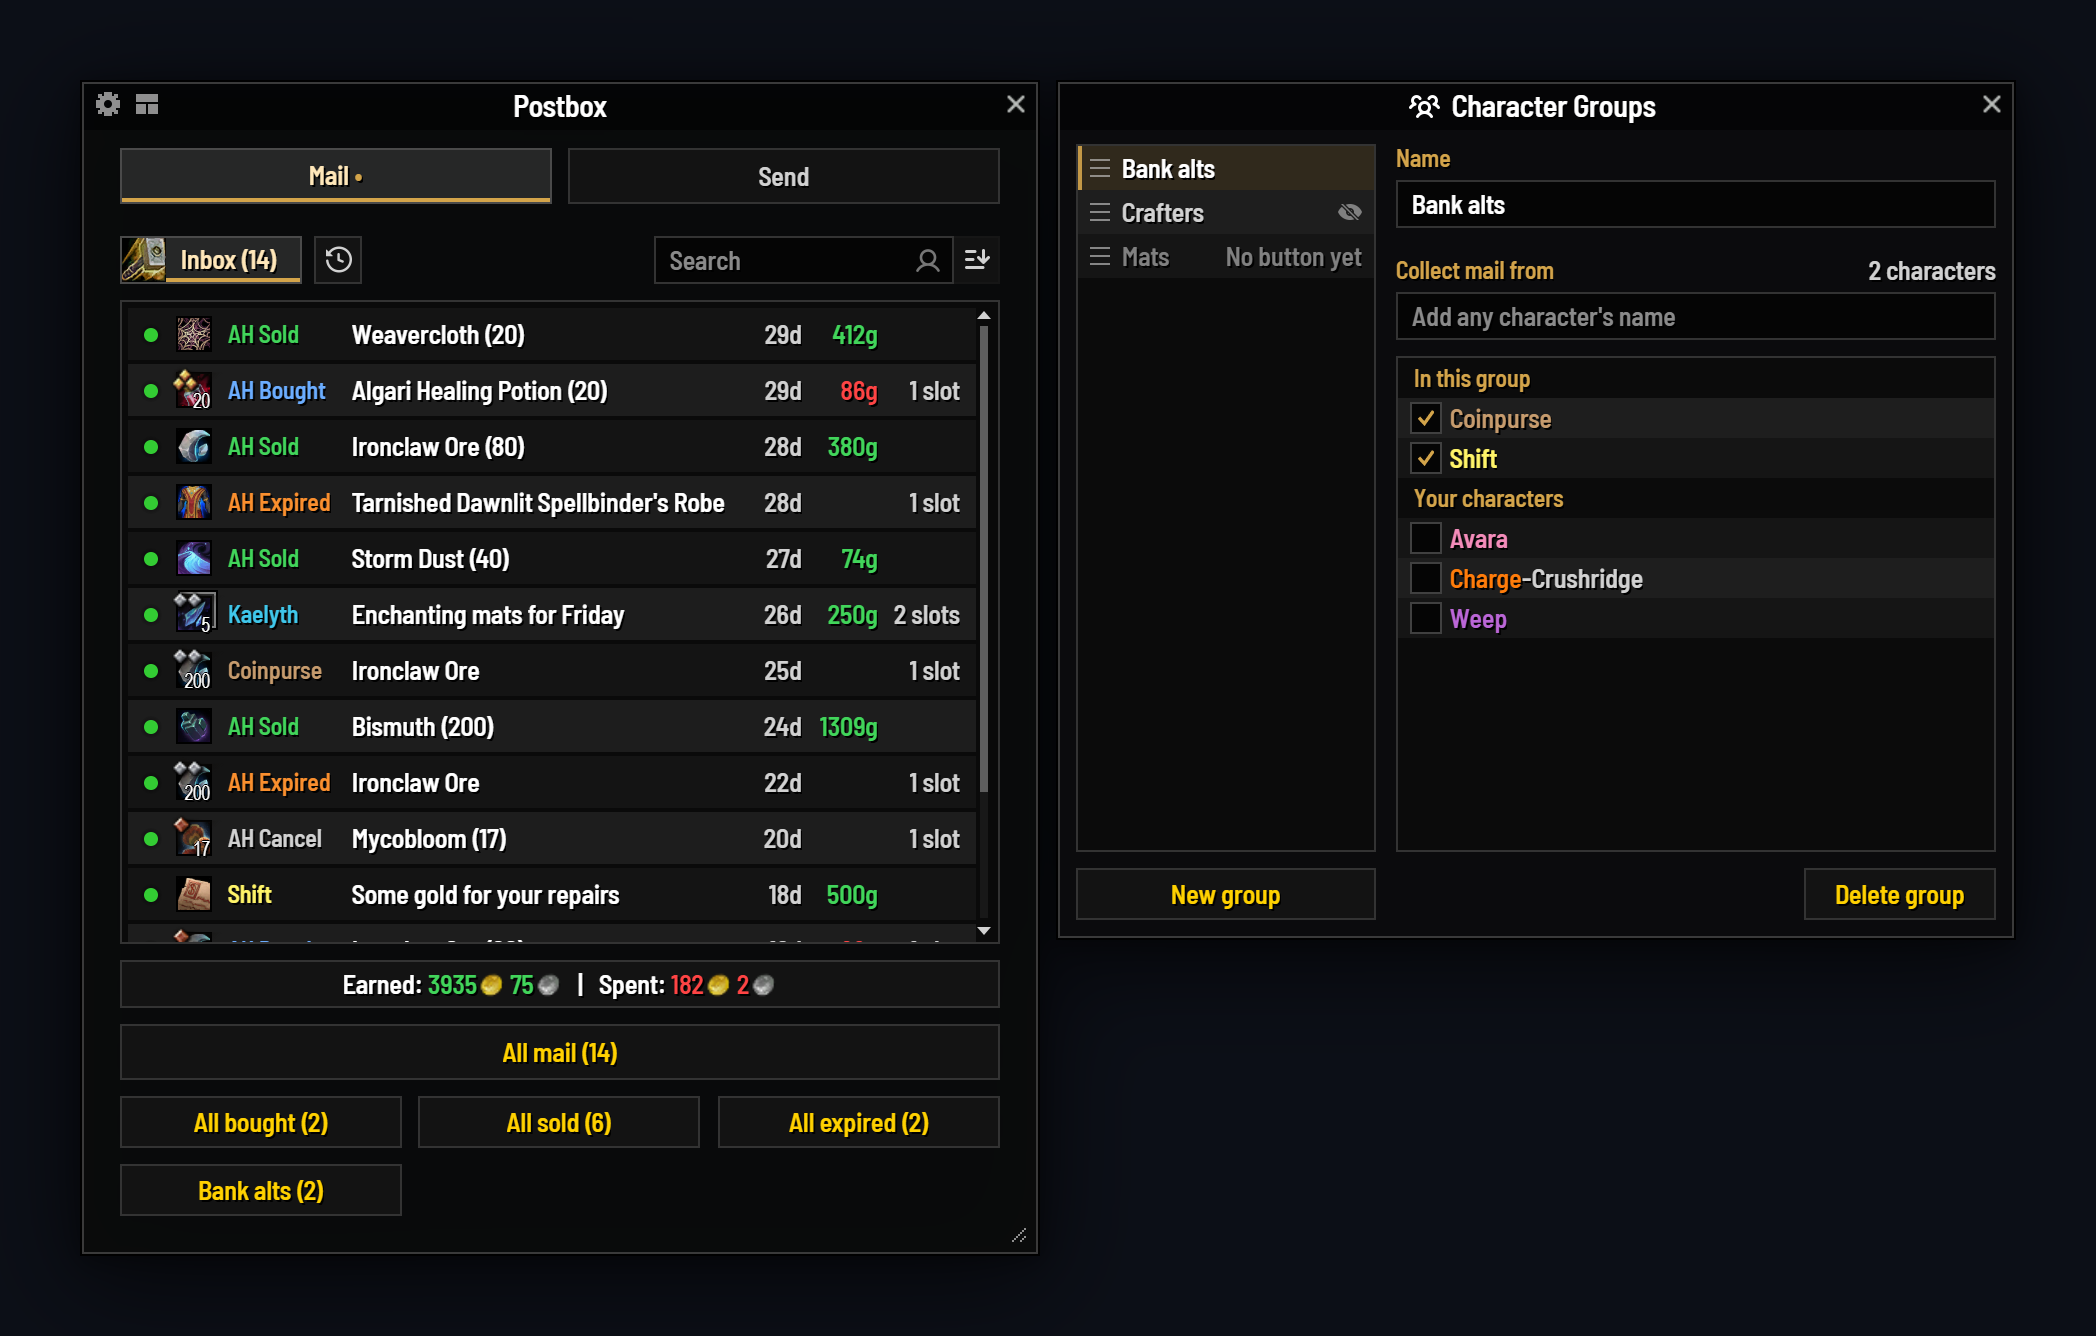 Postbox
Mail •
Send
Inbox (14)
Search
AH Sold Weavercloth (20) 29d 412g
20 AH Bought Algari Healing Potion (20) 29d 86g 1 slot
AH Sold Ironclaw Ore (80) 28d 380g
AH Expired Tarnished Dawnlit Spellbinder's Robe 28d 1 slot
AH Sold Storm Dust (40) 27d 74g
5 Kaelyth Enchanting mats for Friday 26d 250g 2 slots
200 Coinpurse Ironclaw Ore 25d 1 slot
AH Sold Bismuth (200) 24d 1309g
200 AH Expired Ironclaw Ore 22d 1 slot
17 AH Cancel Mycobloom (17) 20d 1 slot
Shift Some gold for your repairs 18d 500g
Earned: 3935 75 | Spent: 182 2
All mail (14)
All bought (2)
All sold (6)
All expired (2)
Bank alts (2)
Character Groups
Bank alts
Crafters
Mats No button yet
New group
Name
Bank alts
Collect mail from 2 characters
Add any character's name
In this group
Coinpurse
Shift
Your characters
Avara
Charge-Crushridge
Weep
Delete group